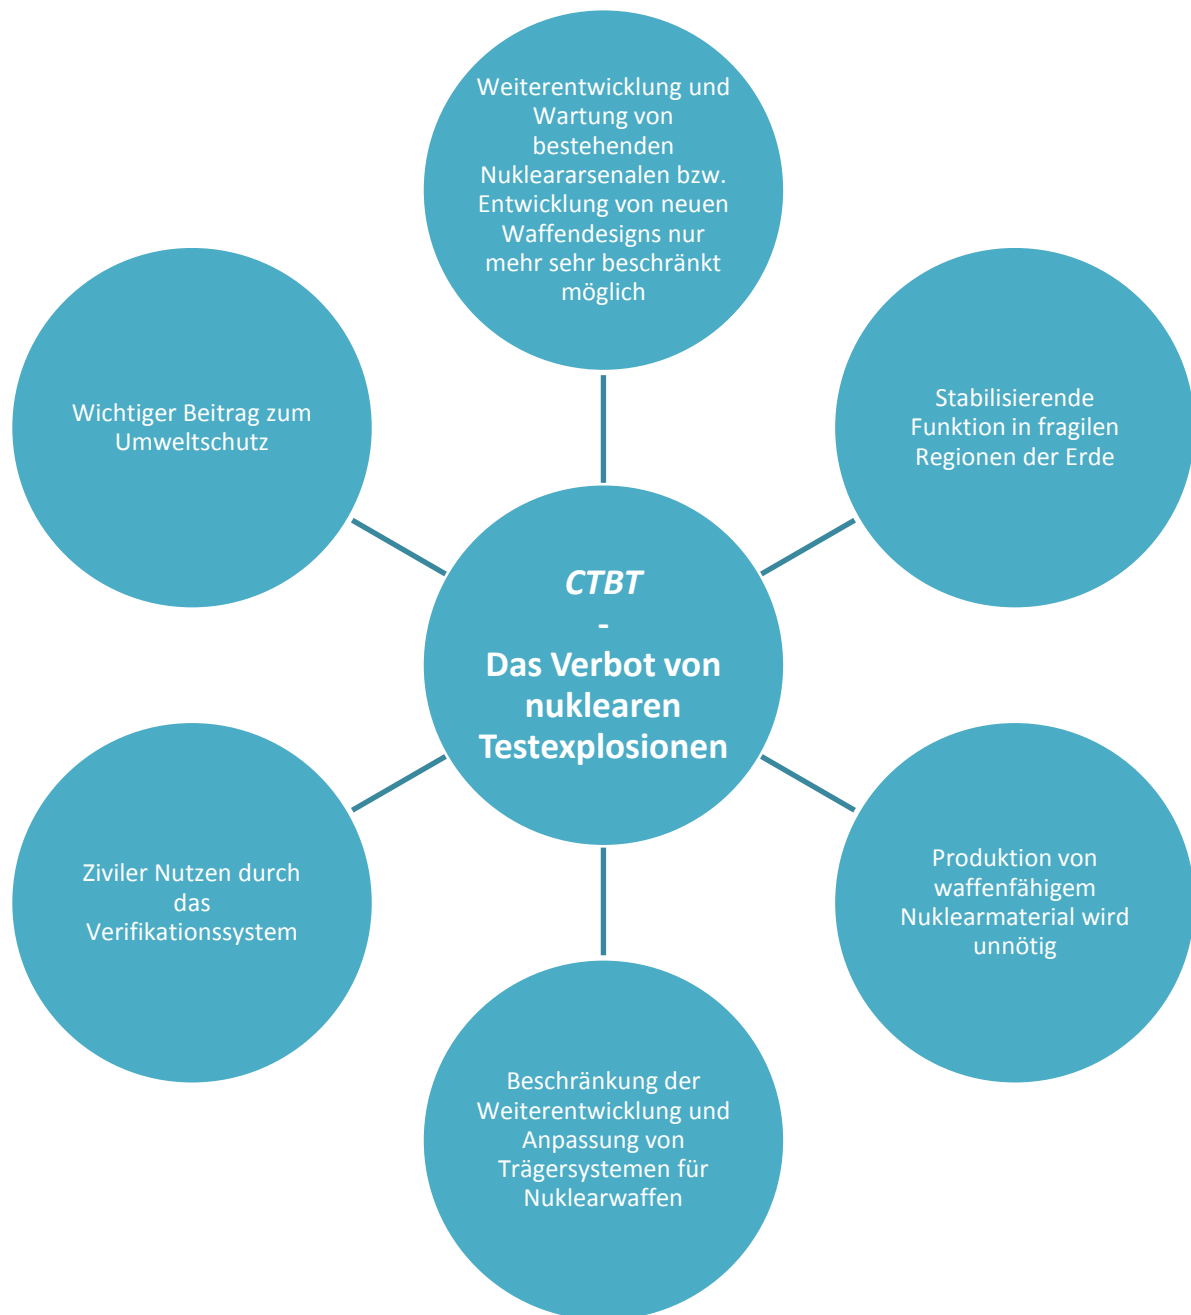 Weiterentwicklung und
Wartung von
bestehenden
Nukleararsenalen bzw.
Entwicklung von neuen
Waffendesigns nur
mehr sehr beschränkt
möglich
Wichtiger Beitrag zum
Umweltschutz
Stabilisierende
Funktion in fragilen
Regionen der Erde
CTBT
-
Das Verbot von
nuklearen
Testexplosionen
Ziviler Nutzen durch
das
Verifikationssystem
Produktion von
waffenfähigem
Nuklearmaterial wird
unnötig
Beschränkung der
Weiterentwicklung und
Anpassung von
Trägersystemen für
Nuklearwaffen